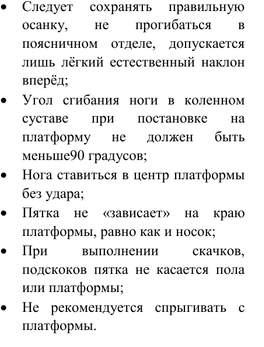 • Следует сохранять правильную
осанку, не прогибаться в
поясничном отделе, допускается
лишь лёгкий естественный наклон
вперёд;
• Угол сгибания ноги в коленном
суставе при постановке на
платформу не должен быть
меньше90 градусов;
• Нога ставиться в центр платформы
без удара;
• Пятка не «зависает» на краю
платформы, равно как и носок;
• При выполнении скачков,
подскоков пятка не касается пола
или платформы;
• Не рекомендуется спрыгивать с
платформы.